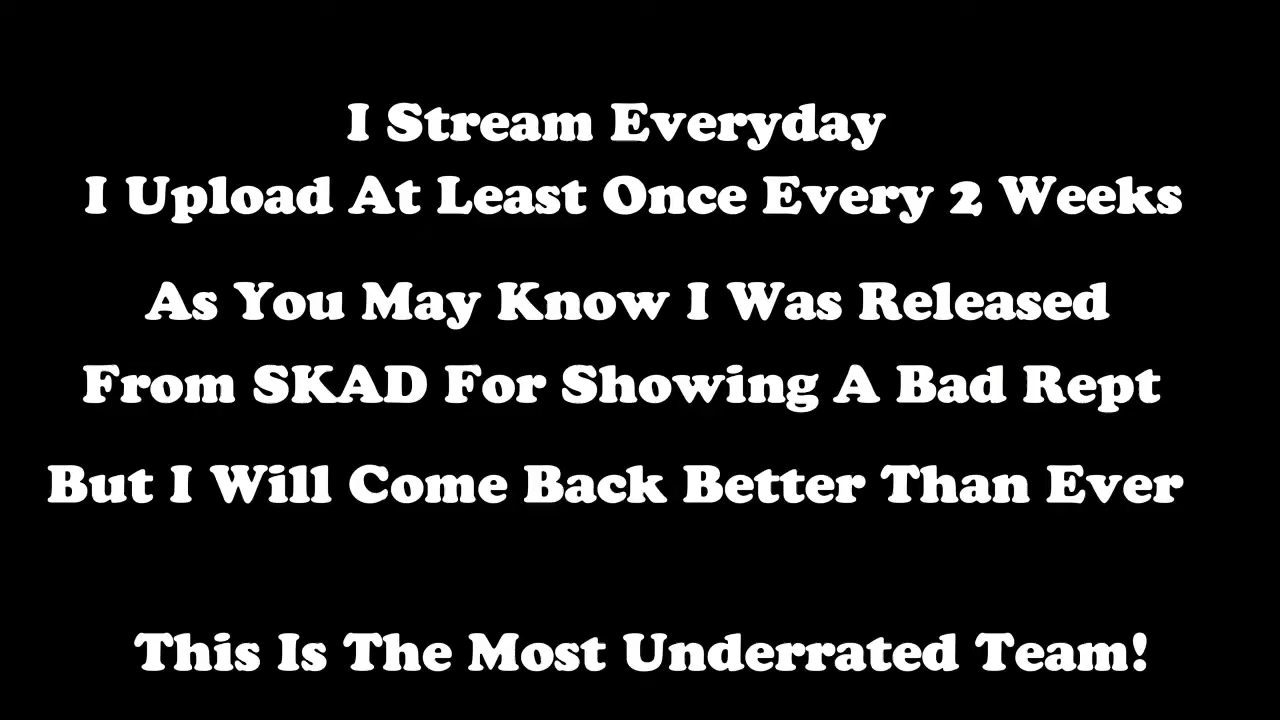 I Stream Everyday
I Upload At Least Once Every 2 Weeks
As You May Know I Was Released
From SKAD For Showing A Bad Rept
But I Will Come Back Better Than Ever
This Is The Most Underrated Team!